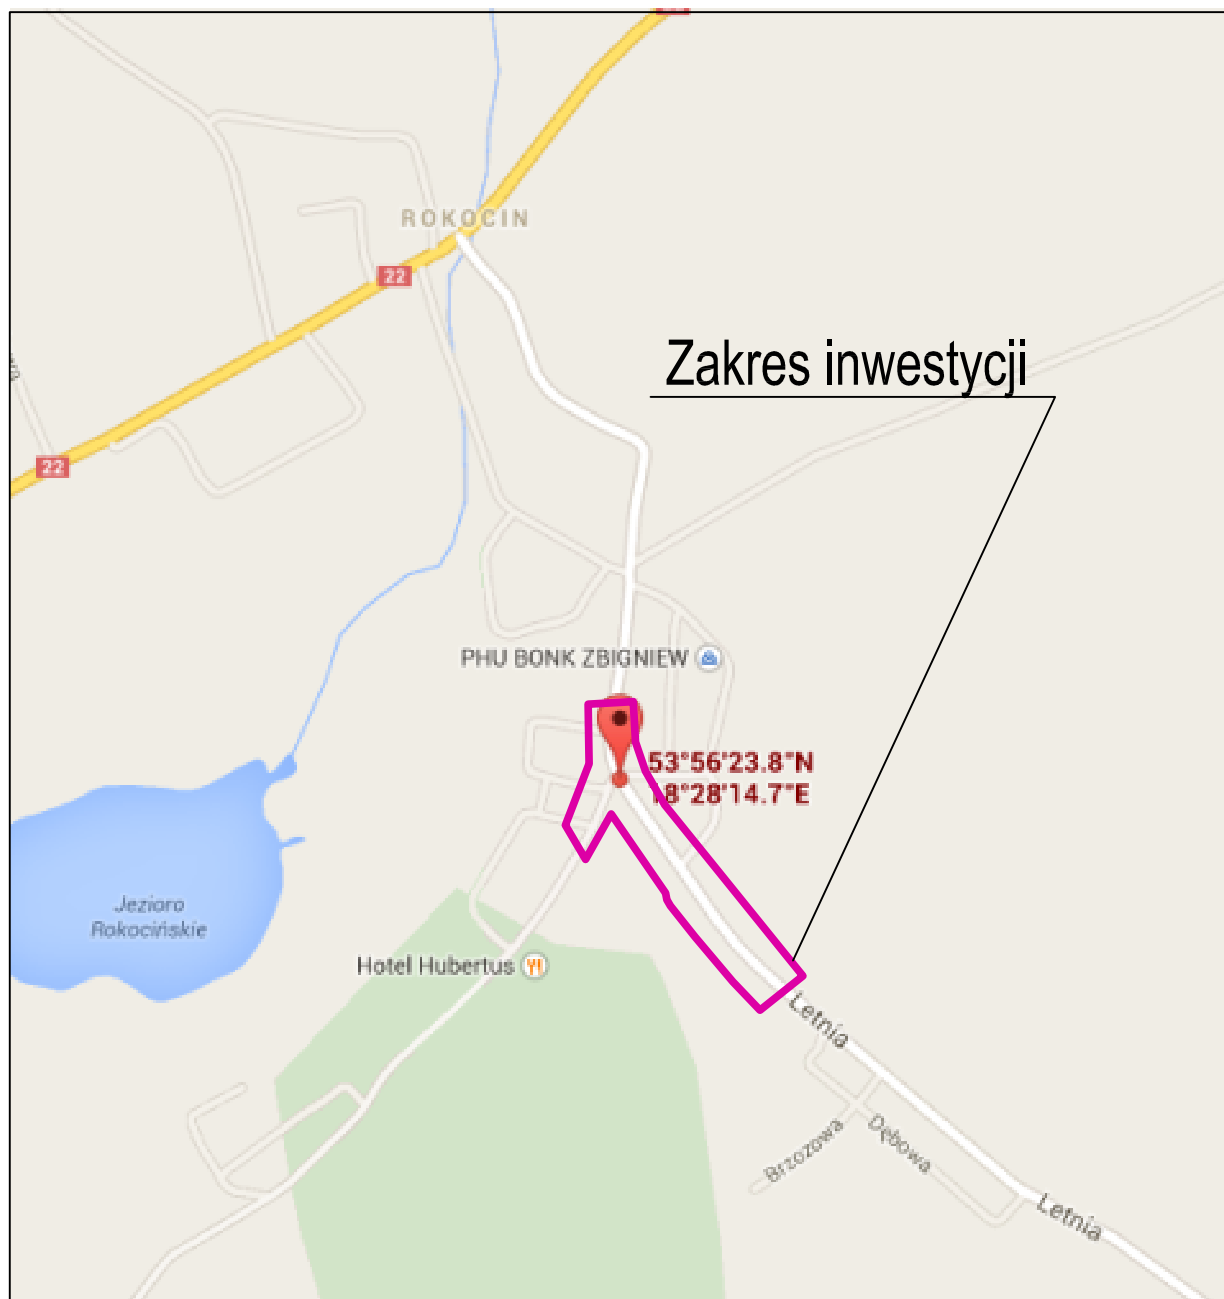 ROKOCIN
22
Zakres inwestycji
22
PHU BONK ZBIGNIEW
53°56'23.8"N
18°28'14.7"E
Jezioro
Rokocińskie
Hotel Hubertus
Letnia
Brzozowa
Dębowa
Letnia